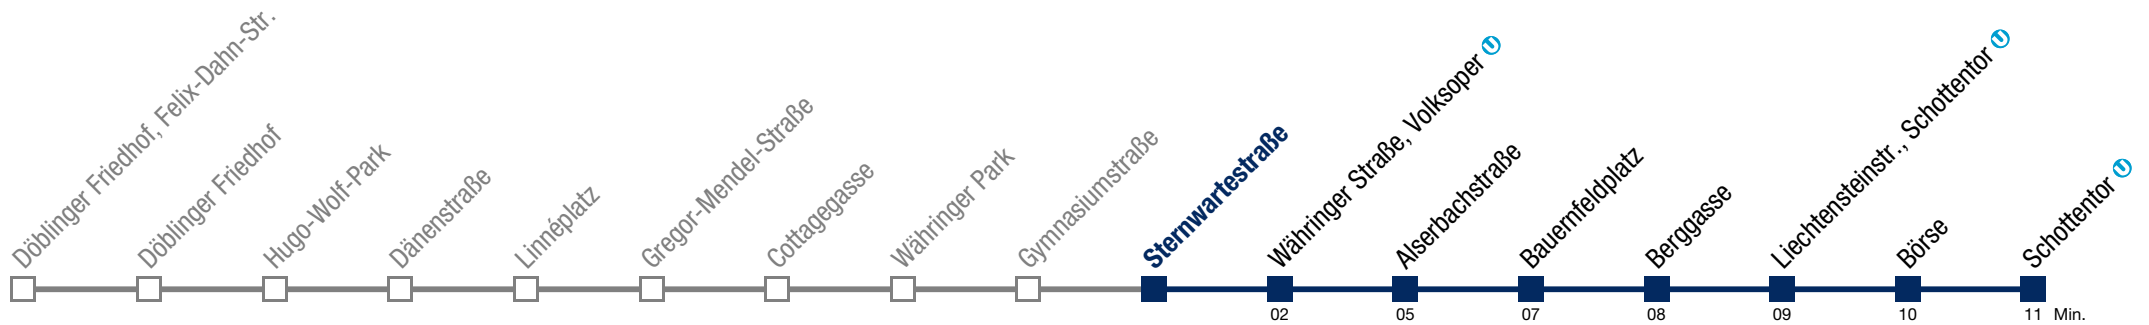 Döblinger Friedhof, Felix-Dahn-Str.
Döblinger Friedhof
Hugo-Wolf-Park
Dänenstraße
Linnéplatz
Gregor-Mendel-Straße
Cottagegasse
Währinger Park
Gymnasiumstraße
Sternwartestraße
Währinger Straße, Volksoper U
Alserbachstraße
Bauernfeldplatz
Berggasse
Liechtensteinstr., Schottentor U
Börse
Schottentor U
02 05 07 08 09 10 11 Min.